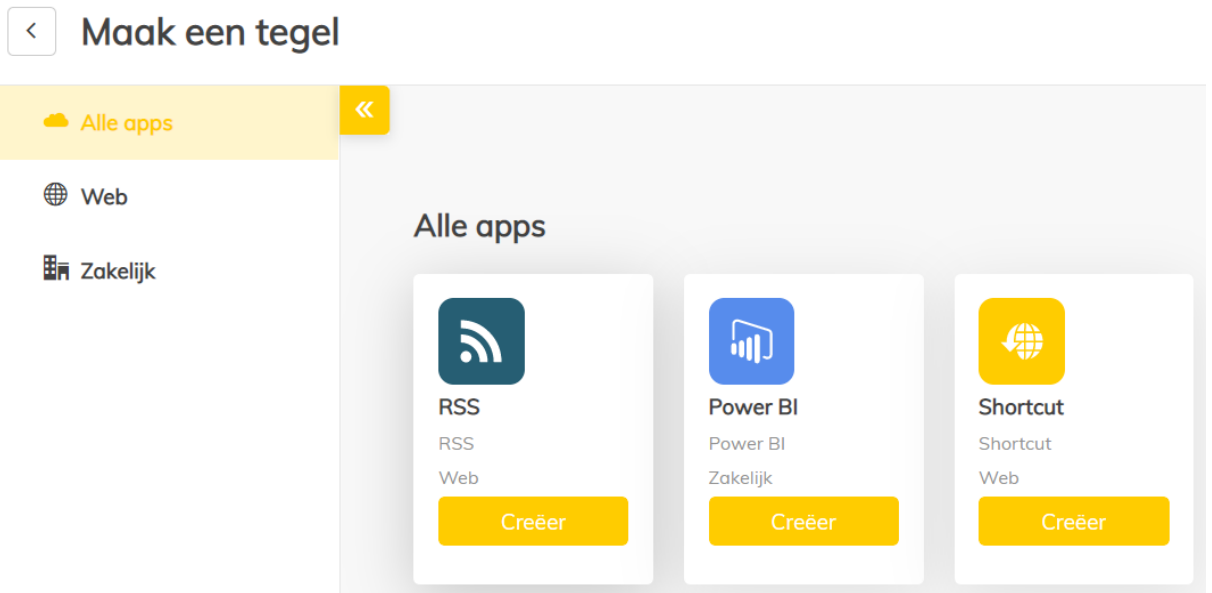 Maak een tegel
Alle apps
Web
Zakelijk
Alle apps
RSS
RSS
Web
Creëer
Power BI
Power BI
Zakelijk
Creëer
Shortcut
Shortcut
Web
Creëer